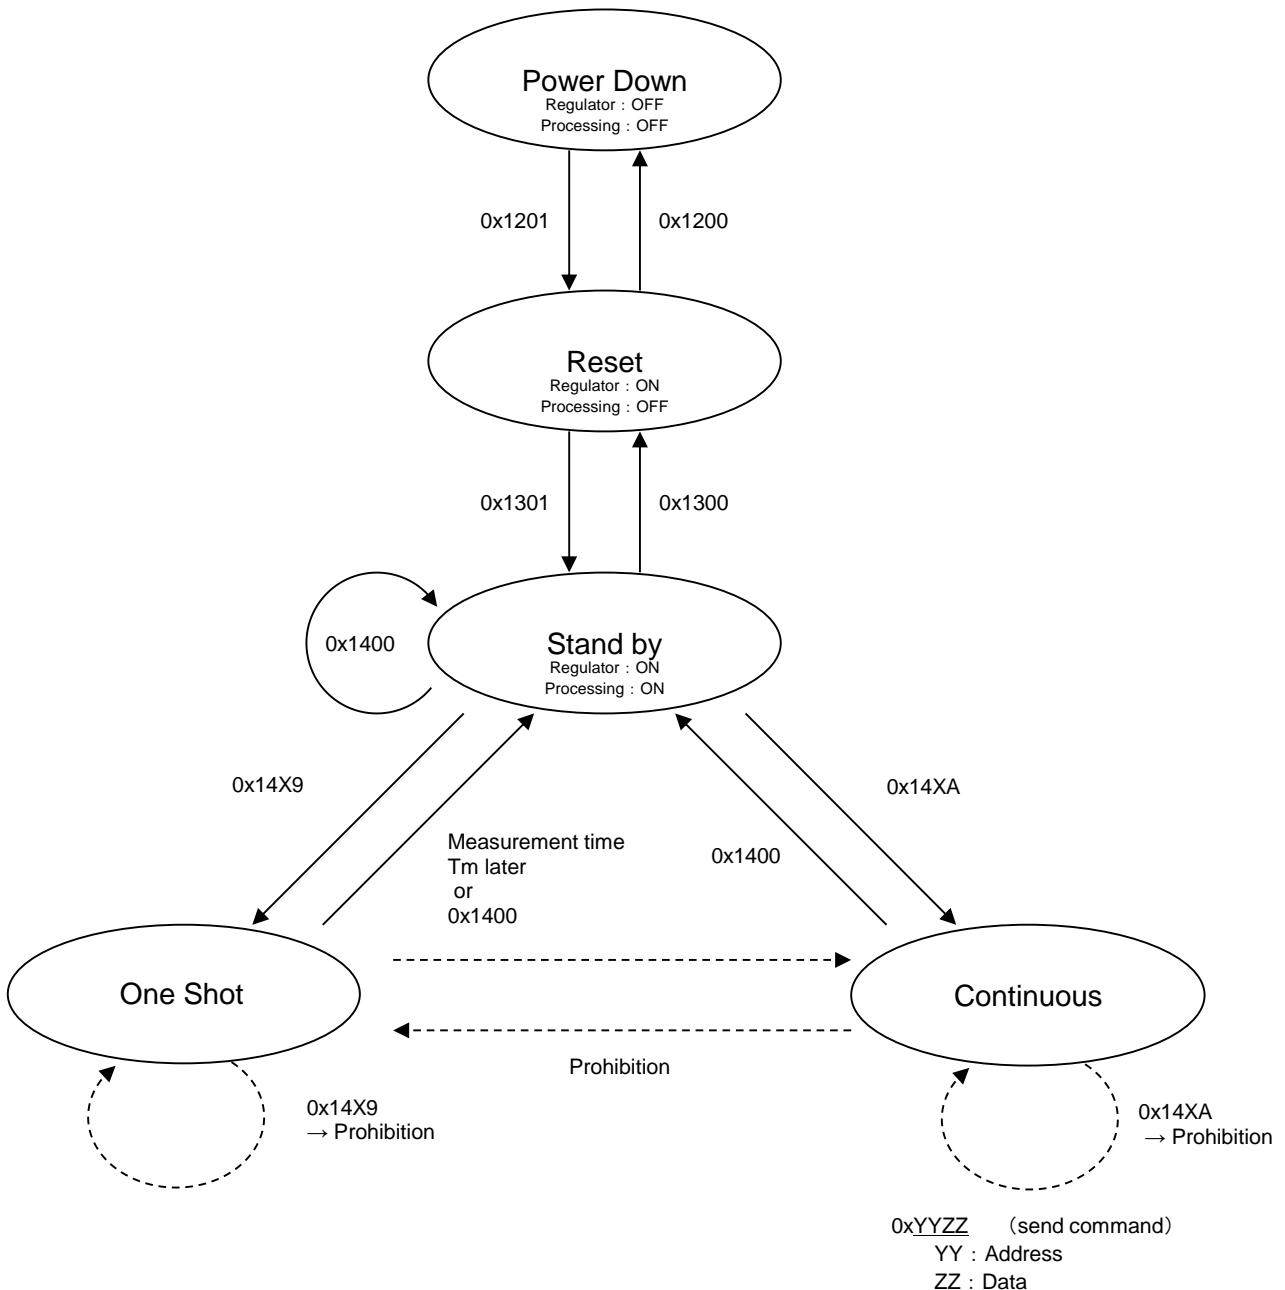 Power Down
Regulator : OFF
Processing : OFF
0x1201
0x1200
Reset
Regulator : ON
Processing : OFF
0x1301
0x1300
0x1400
Stand by
Regulator : ON
Processing : ON
0x14X9
0x14XA
Measurement time
Tm later
or
0x1400
0x1400
One Shot
Continuous
Prohibition
0x14X9
→ Prohibition
0x14XA
→ Prohibition
0xYYZZ （send command）
YY : Address
ZZ : Data